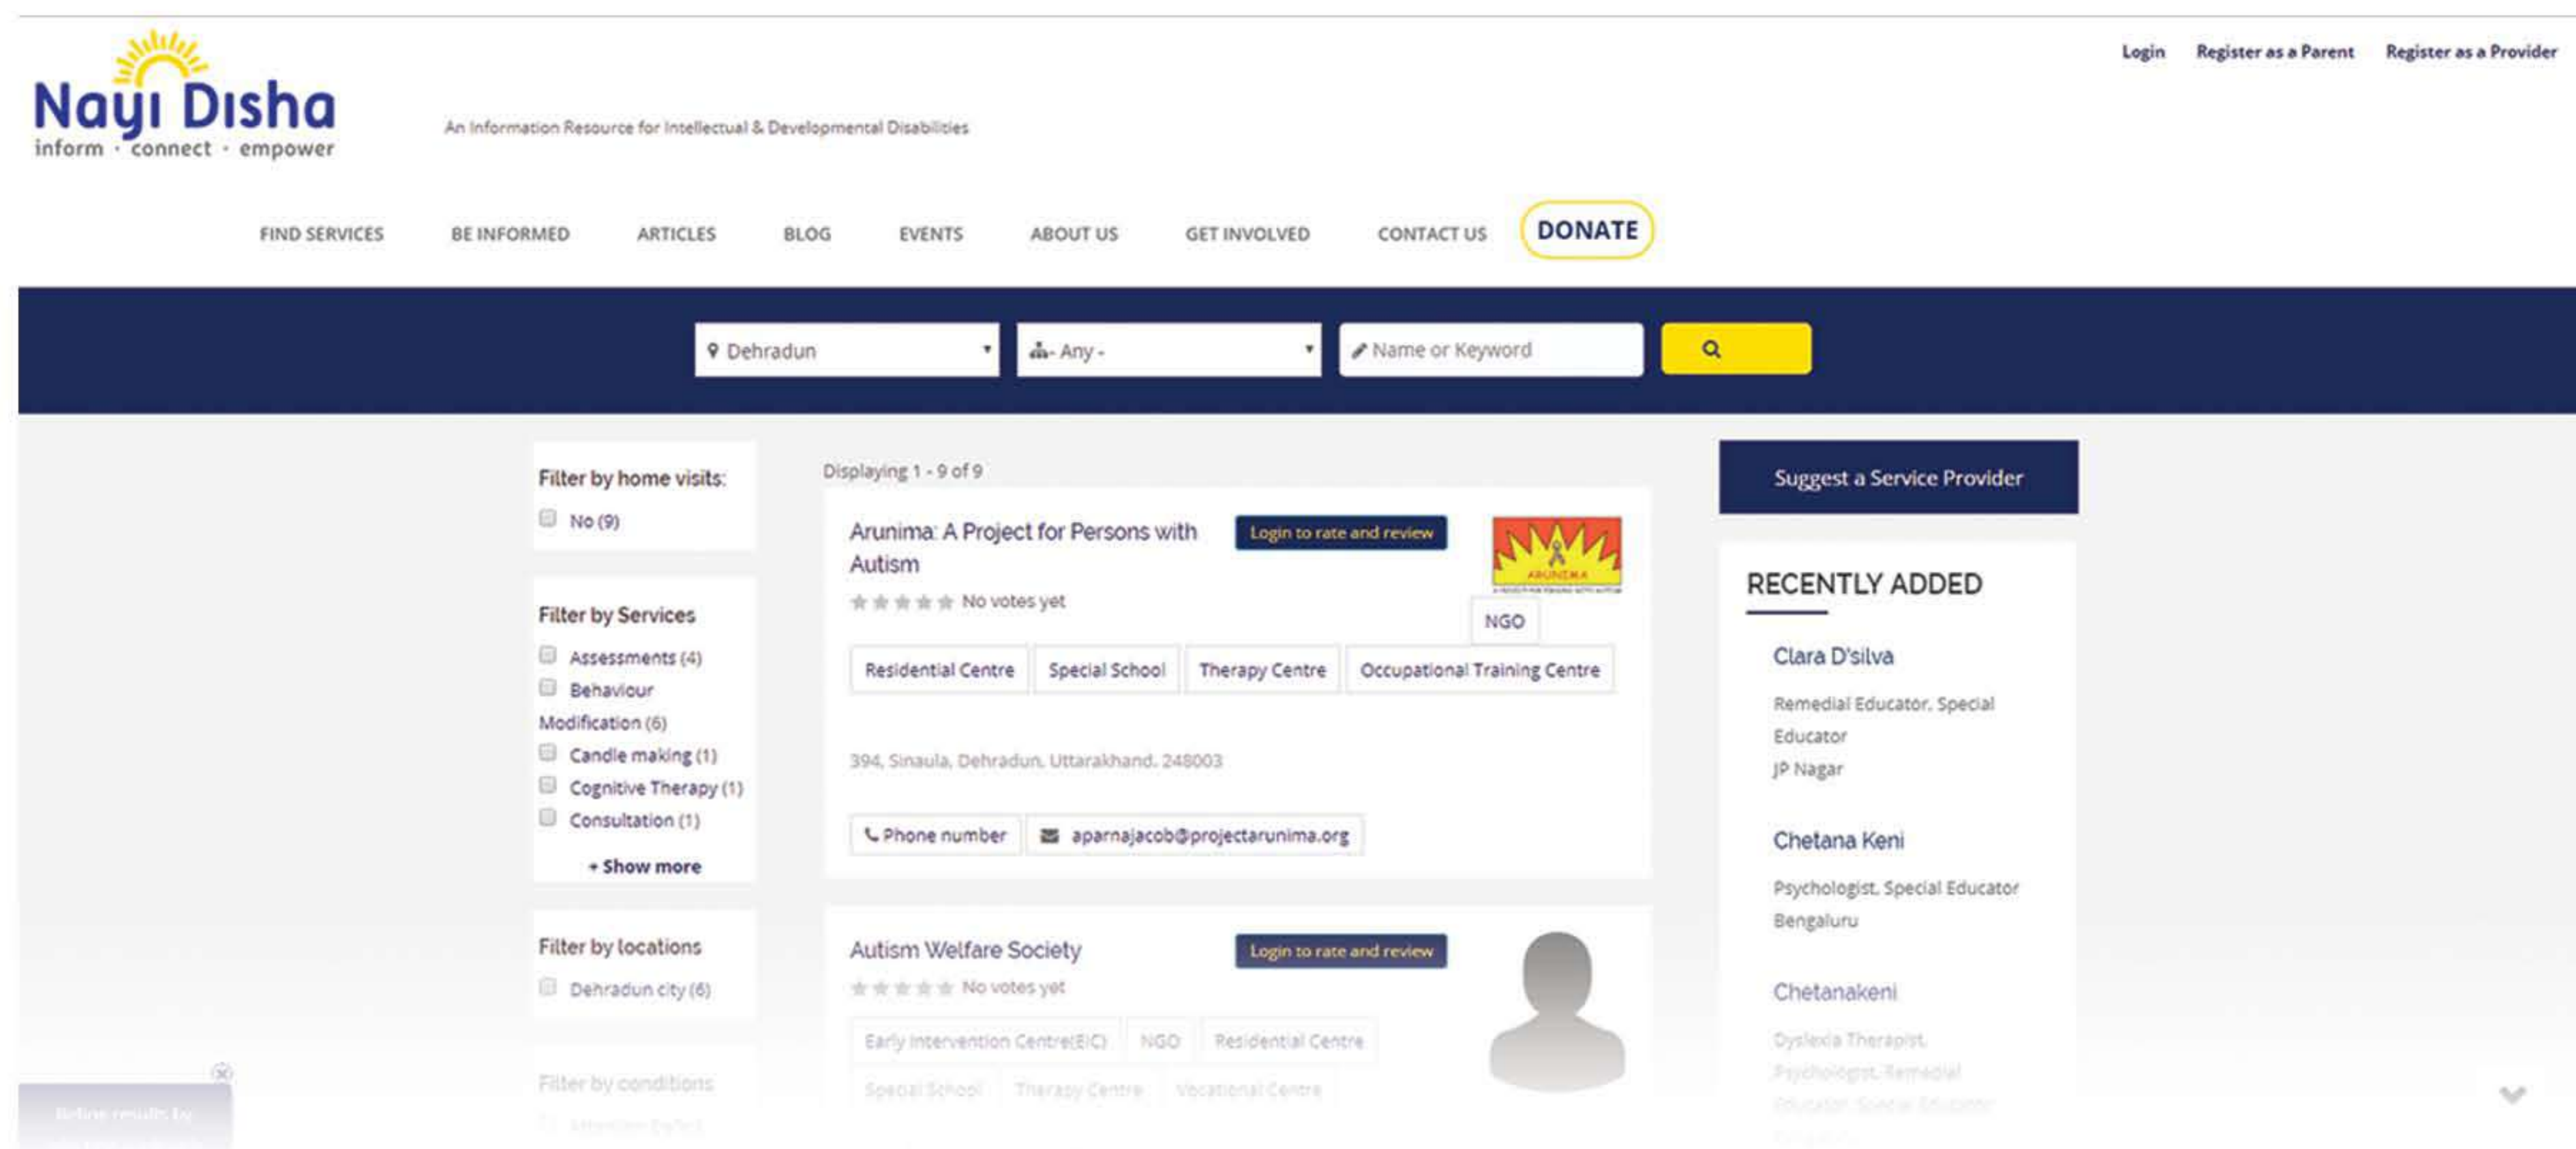 Login Register as a Parent Register as a Provider
Nayi Disha
inform · connect · empower
An Information Resource for Intellectual & Developmental Disabilities
FIND SERVICES BE INFORMED ARTICLES BLOG EVENTS ABOUT US GET INVOLVED CONTACT US DONATE
Dehradun
- Any -
Name or Keyword
Filter by home visits:
No (9)
Filter by Services
Assessments (4)
Behaviour
Modification (6)
Candle making (1)
Cognitive Therapy (1)
Consultation (1)
+ Show more
Filter by locations
Dehradun city (6)
Filter by conditions
Displaying 1 - 9 of 9
Arunima: A Project for Persons with
Autism
Login to rate and review
ARUNIMA
No votes yet
NGO
Residential Centre Special School Therapy Centre Occupational Training Centre
394, Sinaula, Dehradun, Uttarakhand. 248003
Phone number aparnajacob@projectarunima.org
Autism Welfare Society
Login to rate and review
No votes yet
Early Intervention Centre(EIC) NGO Residential Centre
Special School Therapy Centre Vocational Centre
Suggest a Service Provider
RECENTLY ADDED
Clara D'silva
Remedial Educator, Special
Educator
JP Nagar
Chetana Keni
Psychologist, Special Educator
Bengaluru
Chetanakeni
Dyslexia Therapist,
Psychologist, Remedial
Educator, Special Educator
Refine results by